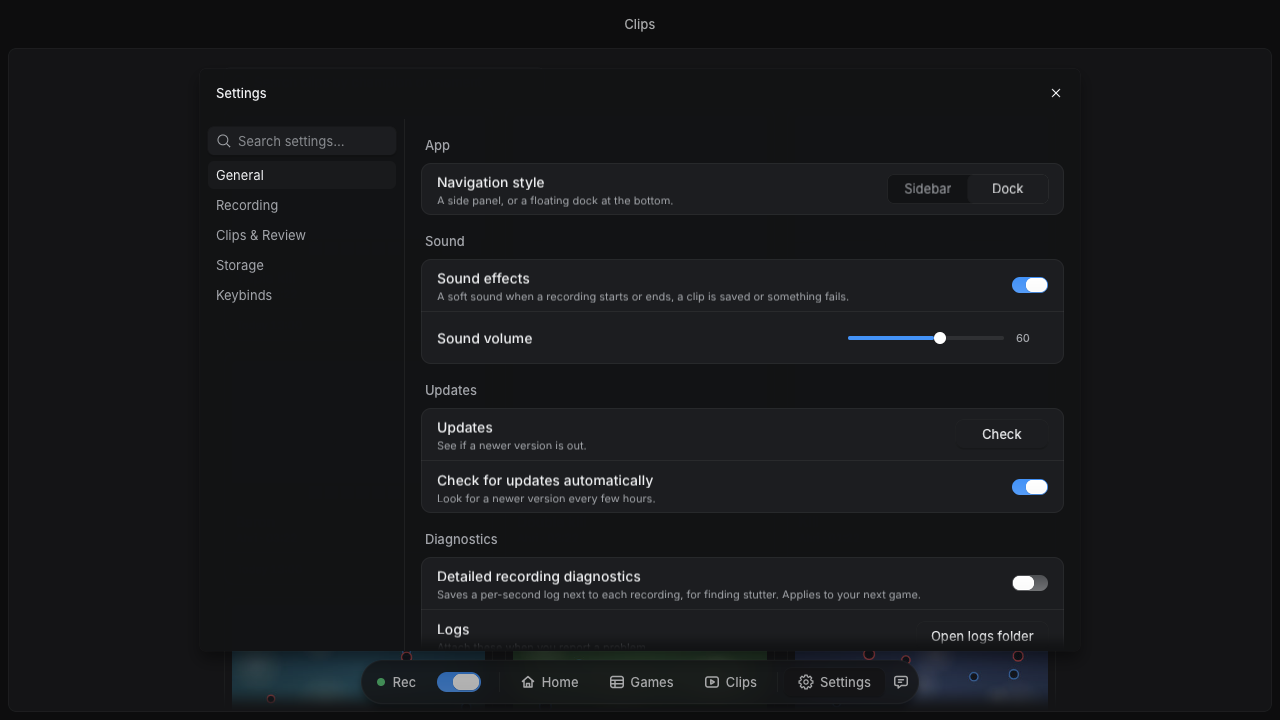 Clips
Settings
Search settings...
General
Recording
Clips & Review
Storage
Keybinds
App
Navigation style
A side panel, or a floating dock at the bottom.
Sidebar
Dock
Sound
Sound effects
A soft sound when a recording starts or ends, a clip is saved or something fails.
Sound volume
60
Updates
Updates
See if a newer version is out.
Check
Check for updates automatically
Look for a newer version every few hours.
Diagnostics
Detailed recording diagnostics
Saves a per-second log next to each recording, for finding stutter. Applies to your next game.
Logs
Open logs folder
Rec
Home
Games
Clips
Settings